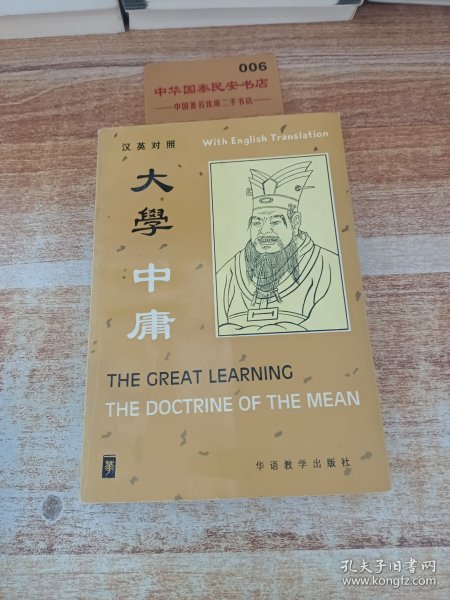 006
中华国泰民安书店
中国著名优质二手书店
汉英对照
With English Translation
大學
中庸
THE GREAT LEARNING
THE DOCTRINE OF THE MEAN
华语教学出版社
孔夫子旧书网
www.kongfz.com